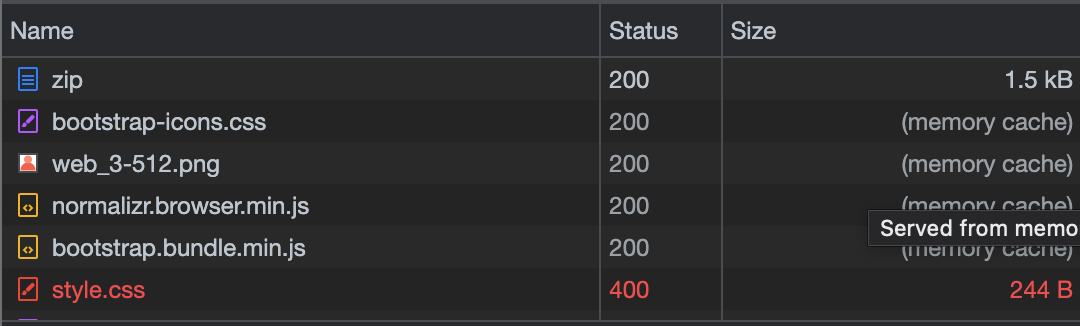 Name Status Size
zip 200 1.5 kB
bootstrap-icons.css 200 (memory cache)
web_3-512.png 200 (memory cache)
normalizr.browser.min.js 200 (memory cache)
Served from memo
bootstrap.bundle.min.js 200 (memory cache)
style.css 400 244 B